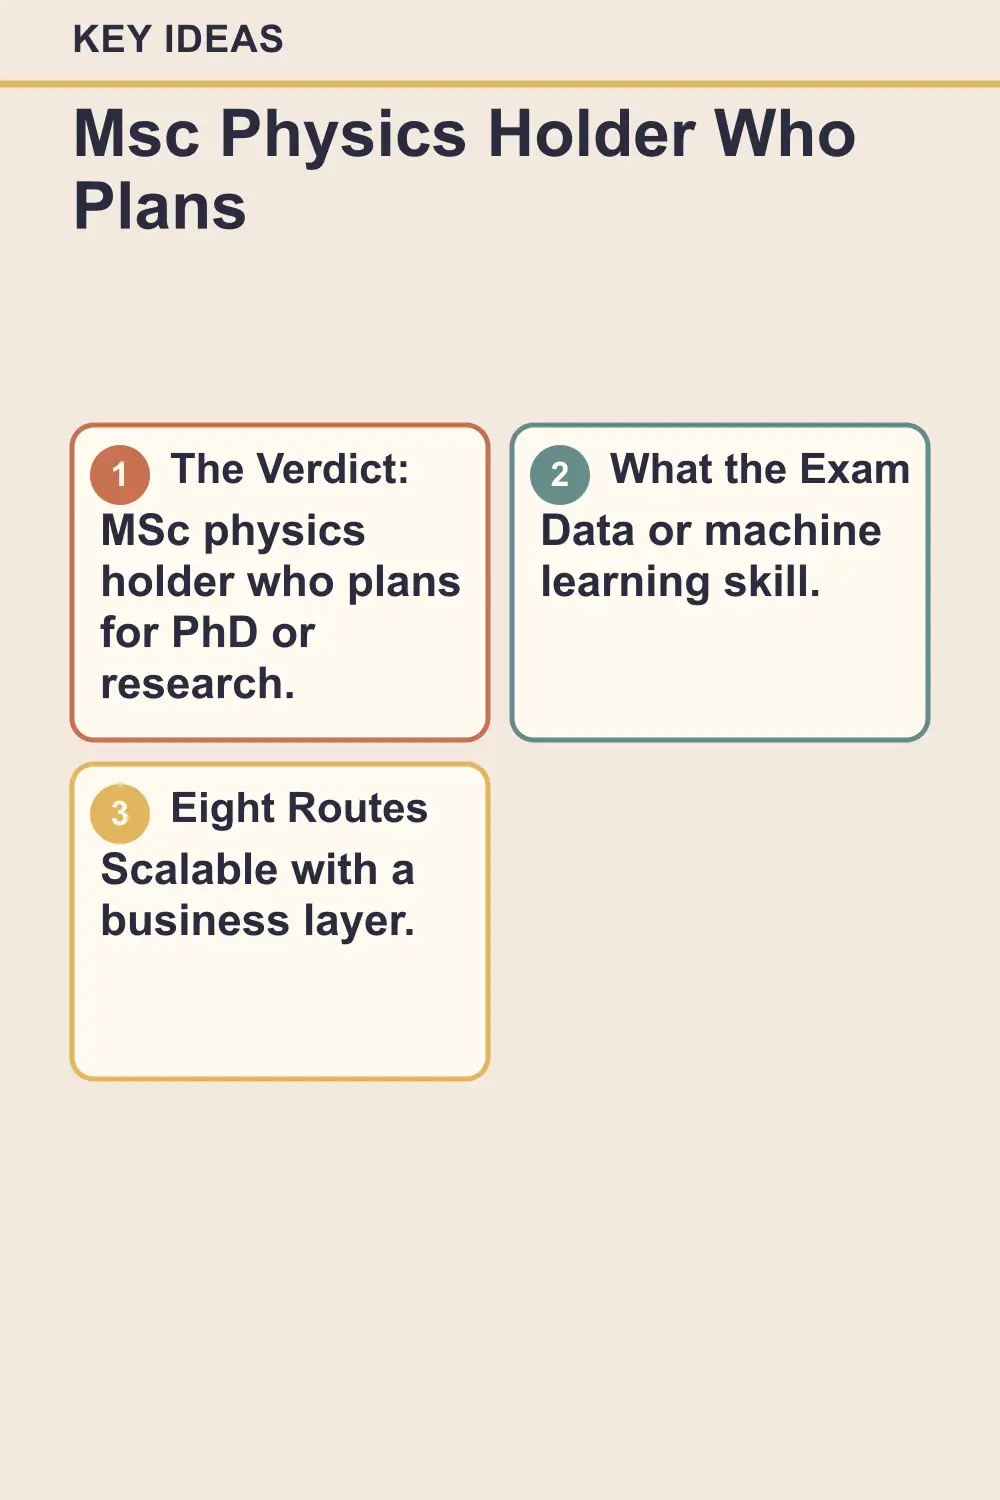 KEY IDEAS
Msc Physics Holder Who
Plans
1 The Verdict:
MSc physics
holder who plans
for PhD or
research.
2 What the Exam
Data or machine
learning skill.
3 Eight Routes
Scalable with a
business layer.